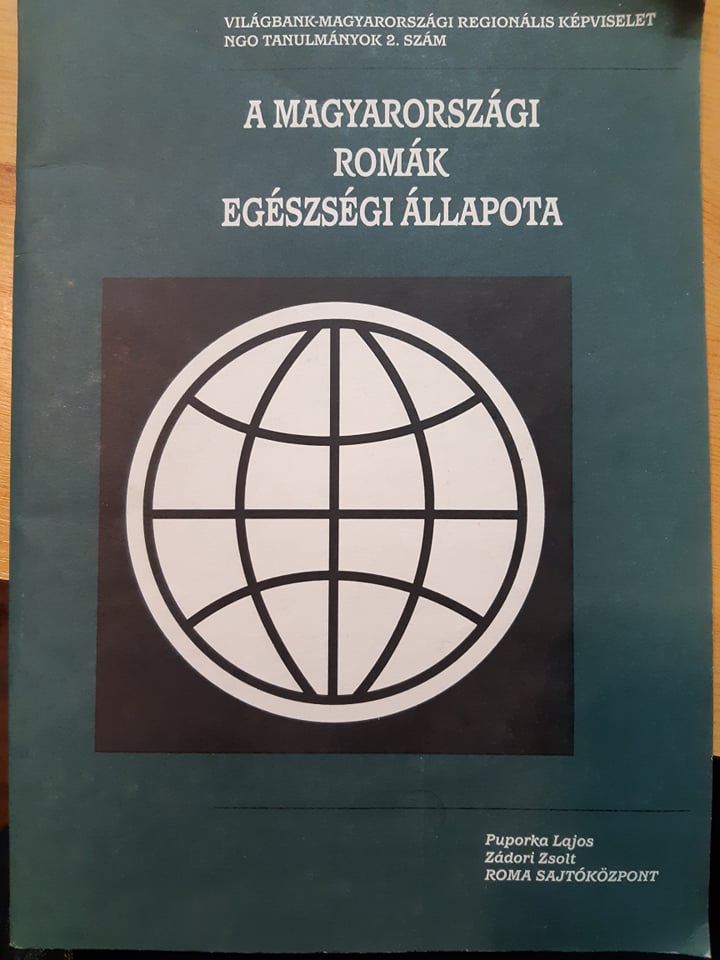 VILÁGBANK-MAGYARORSZÁGI REGIONÁLIS KÉPVISELET
NGO TANULMÁNYOK 2. SZÁM
A MAGYARORSZÁGI
ROMÁK
EGÉSZSÉGI ÁLLAPOTA
Puporka Lajos
Zádori Zsolt
ROMA SAJTÓKÖZPONT